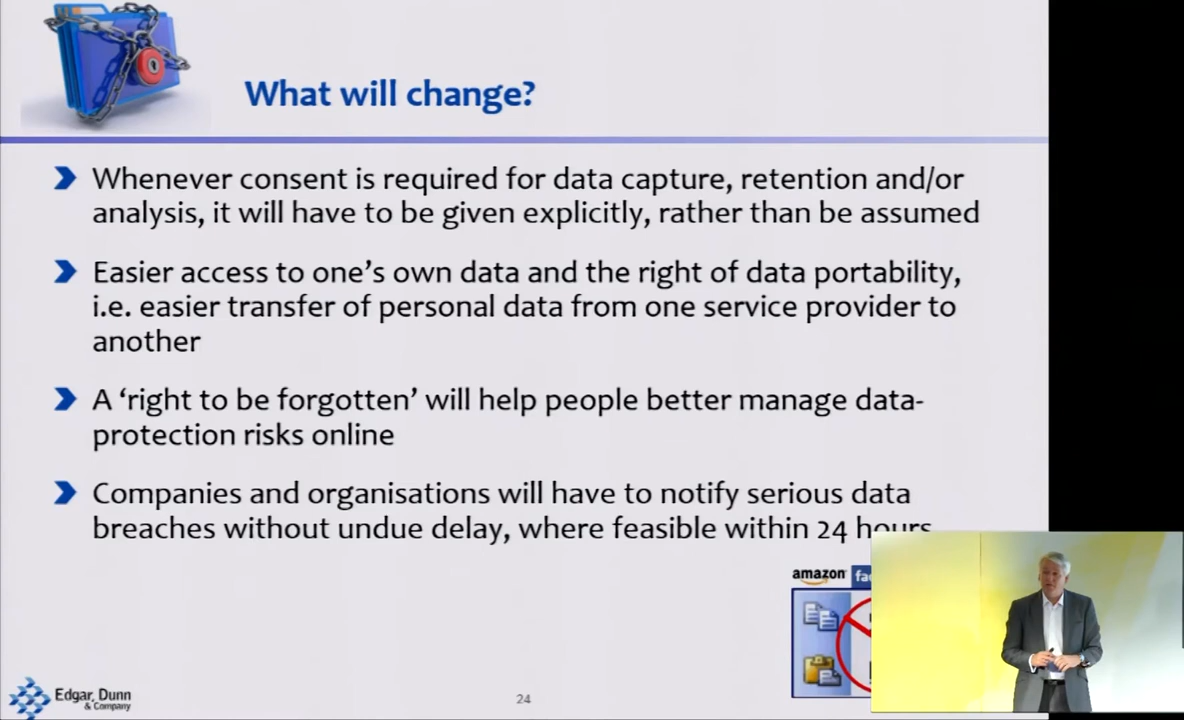 What will change?
Whenever consent is required for data capture, retention and/or
analysis, it will have to be given explicitly, rather than be assumed
Easier access to one's own data and the right of data portability,
i.e. easier transfer of personal data from one service provider to
another
A ‘right to be forgotten’ will help people better manage data-
protection risks online
Companies and organisations will have to notify serious data
breaches without undue delay, where feasible within 24 hours
amazon
Edgar, Dunn
& Company
24